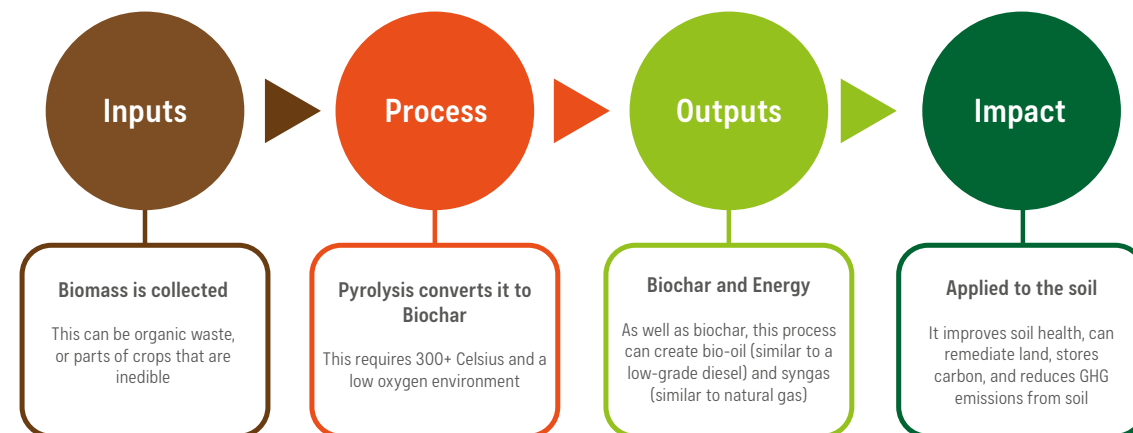 Inputs
Process
Outputs
Impact
Biomass is collected
This can be organic waste,
or parts of crops that are
inedible
Pyrolysis converts it to
Biochar
This requires 300+ Celsius and a
low oxygen environment
Biochar and Energy
As well as biochar, this process
can create bio-oil (similar to a
low-grade diesel) and syngas
(similar to natural gas)
Applied to the soil
It improves soil health, can
remediate land, stores
carbon, and reduces GHG
emissions from soil